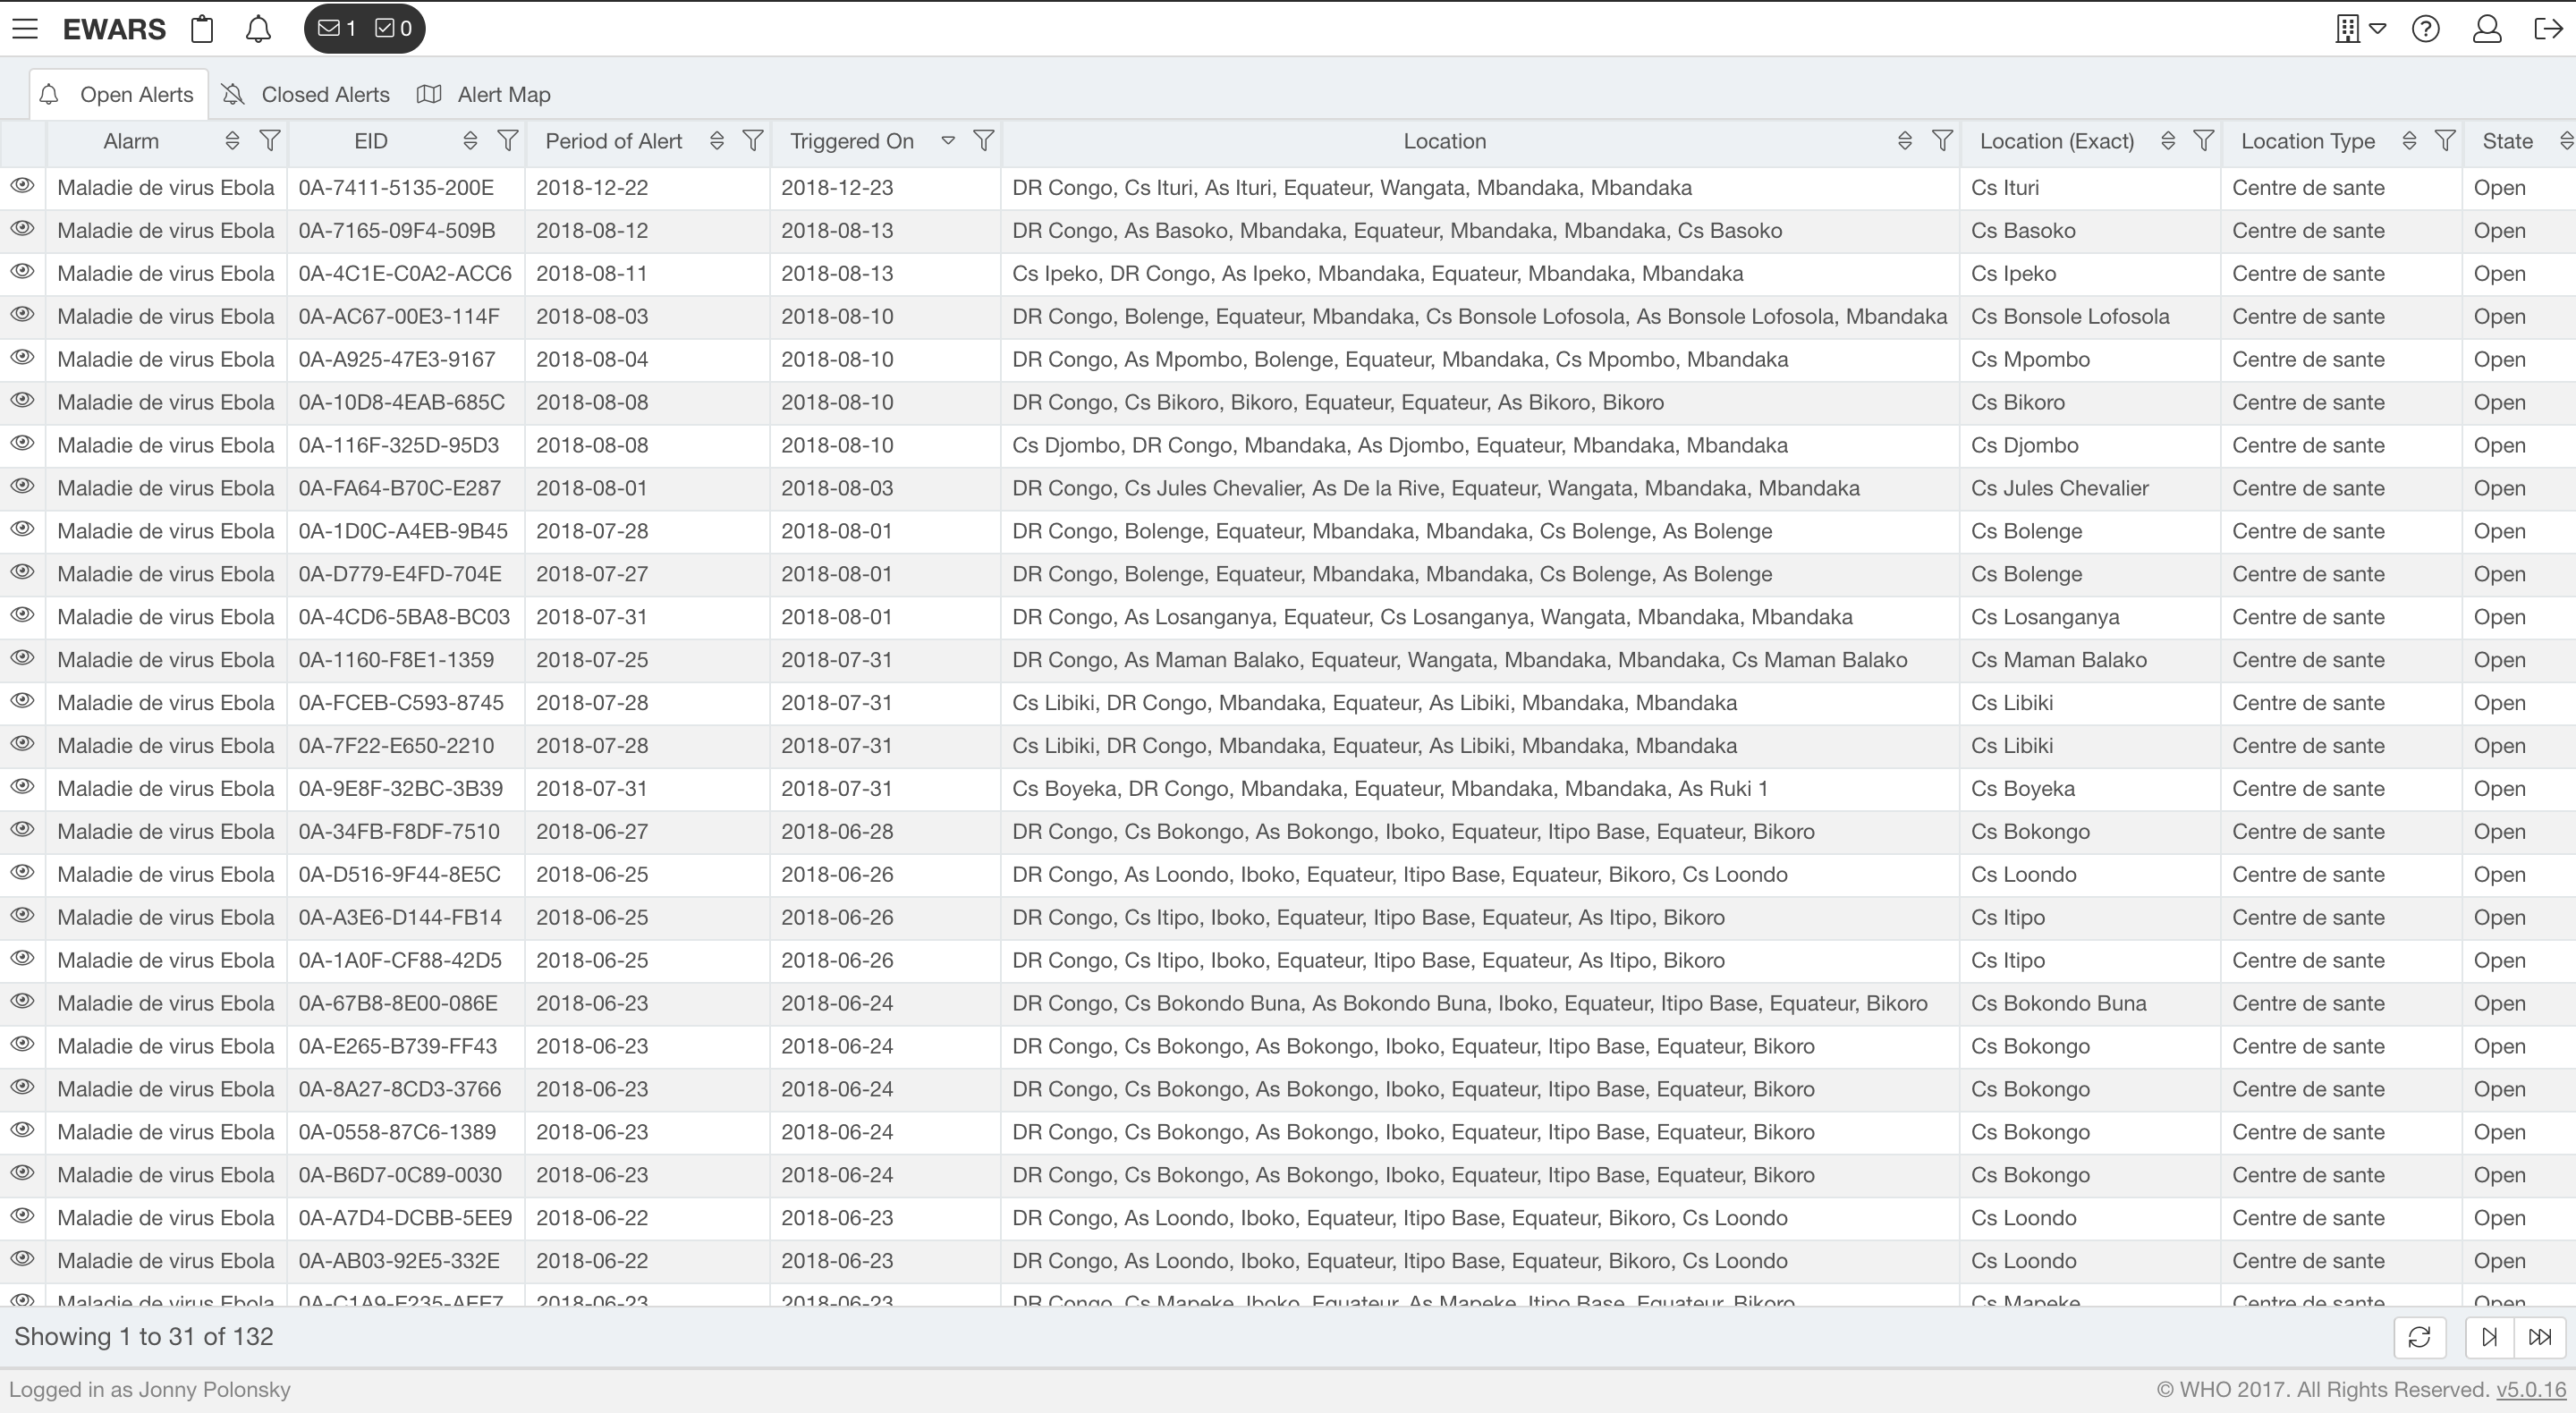 EWARS 1 0
Open Alerts Closed Alerts Alert Map
Alarm EID Period of Alert Triggered On Location Location (Exact) Location Type State
Maladie de virus Ebola 0A-7411-5135-200E 2018-12-22 2018-12-23 DR Congo, Cs Ituri, As Ituri, Equateur, Wangata, Mbandaka, Mbandaka Cs Ituri Centre de sante Open
Maladie de virus Ebola 0A-7165-09F4-509B 2018-08-12 2018-08-13 DR Congo, As Basoko, Mbandaka, Equateur, Mbandaka, Mbandaka, Cs Basoko Cs Basoko Centre de sante Open
Maladie de virus Ebola 0A-4C1E-C0A2-ACC6 2018-08-11 2018-08-13 Cs Ipeko, DR Congo, As Ipeko, Mbandaka, Equateur, Mbandaka, Mbandaka Cs Ipeko Centre de sante Open
Maladie de virus Ebola 0A-AC67-00E3-114F 2018-08-03 2018-08-10 DR Congo, Bolenge, Equateur, Mbandaka, Cs Bonsole Lofosola, As Bonsole Lofosola, Mbandaka Cs Bonsole Lofosola Centre de sante Open
Maladie de virus Ebola 0A-A925-47E3-9167 2018-08-04 2018-08-10 DR Congo, As Mpombo, Bolenge, Equateur, Mbandaka, Cs Mpombo, Mbandaka Cs Mpombo Centre de sante Open
Maladie de virus Ebola 0A-10D8-4EAB-685C 2018-08-08 2018-08-10 DR Congo, Cs Bikoro, Bikoro, Equateur, Equateur, As Bikoro, Bikoro Cs Bikoro Centre de sante Open
Maladie de virus Ebola 0A-116F-325D-95D3 2018-08-08 2018-08-10 Cs Djombo, DR Congo, Mbandaka, As Djombo, Equateur, Mbandaka, Mbandaka Cs Djombo Centre de sante Open
Maladie de virus Ebola 0A-FA64-B70C-E287 2018-08-01 2018-08-03 DR Congo, Cs Jules Chevalier, As De la Rive, Equateur, Wangata, Mbandaka, Mbandaka Cs Jules Chevalier Centre de sante Open
Maladie de virus Ebola 0A-1D0C-A4EB-9B45 2018-07-28 2018-08-01 DR Congo, Bolenge, Equateur, Mbandaka, Mbandaka, Cs Bolenge, As Bolenge Cs Bolenge Centre de sante Open
Maladie de virus Ebola 0A-D779-E4FD-704E 2018-07-27 2018-08-01 DR Congo, Bolenge, Equateur, Mbandaka, Mbandaka, Cs Bolenge, As Bolenge Cs Bolenge Centre de sante Open
Maladie de virus Ebola 0A-4CD6-5BA8-BC03 2018-07-31 2018-08-01 DR Congo, As Losanganya, Equateur, Cs Losanganya, Wangata, Mbandaka, Mbandaka Cs Losanganya Centre de sante Open
Maladie de virus Ebola 0A-1160-F8E1-1359 2018-07-25 2018-07-31 DR Congo, As Maman Balako, Equateur, Wangata, Mbandaka, Mbandaka, Cs Maman Balako Cs Maman Balako Centre de sante Open
Maladie de virus Ebola 0A-FCEB-C593-8745 2018-07-28 2018-07-31 Cs Libiki, DR Congo, Mbandaka, Equateur, As Libiki, Mbandaka, Mbandaka Cs Libiki Centre de sante Open
Maladie de virus Ebola 0A-7F22-E650-2210 2018-07-28 2018-07-31 Cs Libiki, DR Congo, Mbandaka, Equateur, As Libiki, Mbandaka, Mbandaka Cs Libiki Centre de sante Open
Maladie de virus Ebola 0A-9E8F-32BC-3B39 2018-07-31 2018-07-31 Cs Boyeka, DR Congo, Mbandaka, Equateur, Mbandaka, Mbandaka, As Ruki 1 Cs Boyeka Centre de sante Open
Maladie de virus Ebola 0A-34FB-F8DF-7510 2018-06-27 2018-06-28 DR Congo, Cs Bokongo, As Bokongo, Iboko, Equateur, Itipo Base, Equateur, Bikoro Cs Bokongo Centre de sante Open
Maladie de virus Ebola 0A-D516-9F44-8E5C 2018-06-25 2018-06-26 DR Congo, As Loondo, Iboko, Equateur, Itipo Base, Equateur, Bikoro, Cs Loondo Cs Loondo Centre de sante Open
Maladie de virus Ebola 0A-A3E6-D144-FB14 2018-06-25 2018-06-26 DR Congo, Cs Itipo, Iboko, Equateur, Itipo Base, Equateur, As Itipo, Bikoro Cs Itipo Centre de sante Open
Maladie de virus Ebola 0A-1A0F-CF88-42D5 2018-06-25 2018-06-26 DR Congo, Cs Itipo, Iboko, Equateur, Itipo Base, Equateur, As Itipo, Bikoro Cs Itipo Centre de sante Open
Maladie de virus Ebola 0A-67B8-8E00-086E 2018-06-23 2018-06-24 DR Congo, Cs Bokondo Buna, As Bokondo Buna, Iboko, Equateur, Itipo Base, Equateur, Bikoro Cs Bokondo Buna Centre de sante Open
Maladie de virus Ebola 0A-E265-B739-FF43 2018-06-23 2018-06-24 DR Congo, Cs Bokongo, As Bokongo, Iboko, Equateur, Itipo Base, Equateur, Bikoro Cs Bokongo Centre de sante Open
Maladie de virus Ebola 0A-8A27-8CD3-3766 2018-06-23 2018-06-24 DR Congo, Cs Bokongo, As Bokongo, Iboko, Equateur, Itipo Base, Equateur, Bikoro Cs Bokongo Centre de sante Open
Maladie de virus Ebola 0A-0558-87C6-1389 2018-06-23 2018-06-24 DR Congo, Cs Bokongo, As Bokongo, Iboko, Equateur, Itipo Base, Equateur, Bikoro Cs Bokongo Centre de sante Open
Maladie de virus Ebola 0A-B6D7-0C89-0030 2018-06-23 2018-06-24 DR Congo, Cs Bokongo, As Bokongo, Iboko, Equateur, Itipo Base, Equateur, Bikoro Cs Bokongo Centre de sante Open
Maladie de virus Ebola 0A-A7D4-DCBB-5EE9 2018-06-22 2018-06-23 DR Congo, As Loondo, Iboko, Equateur, Itipo Base, Equateur, Bikoro, Cs Loondo Cs Loondo Centre de sante Open
Maladie de virus Ebola 0A-AB03-92E5-332E 2018-06-22 2018-06-23 DR Congo, As Loondo, Iboko, Equateur, Itipo Base, Equateur, Bikoro, Cs Loondo Cs Loondo Centre de sante Open
Maladie de virus Ebola 2018-06-23 2018-06-23 DR Congo, Cs Mapeke, Iboko, Equateur, As Mapeke, Itipo Base, Equateur, Bikoro Cs Mapeke Centre de sante Open
Showing 1 to 31 of 132
Logged in as Jonny Polonsky © WHO 2017. All Rights Reserved. v5.0.16